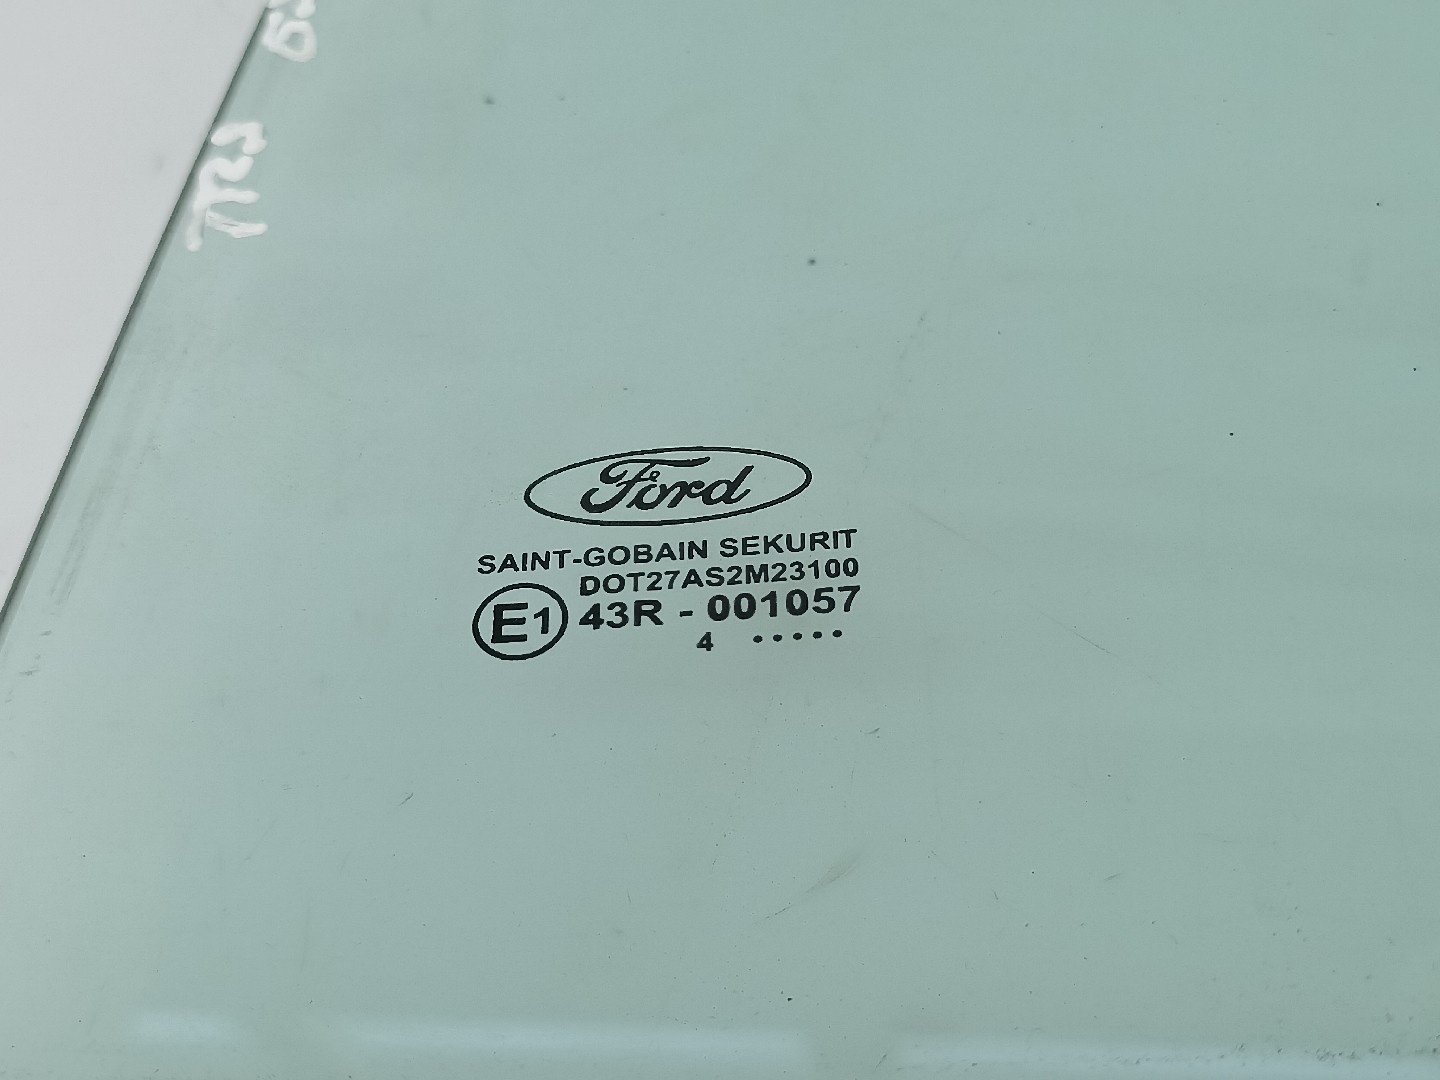 Ford
SAINT-GOBAIN SEKURIT
DOT27AS2M23100
E1 43R - 001057
4 •••••